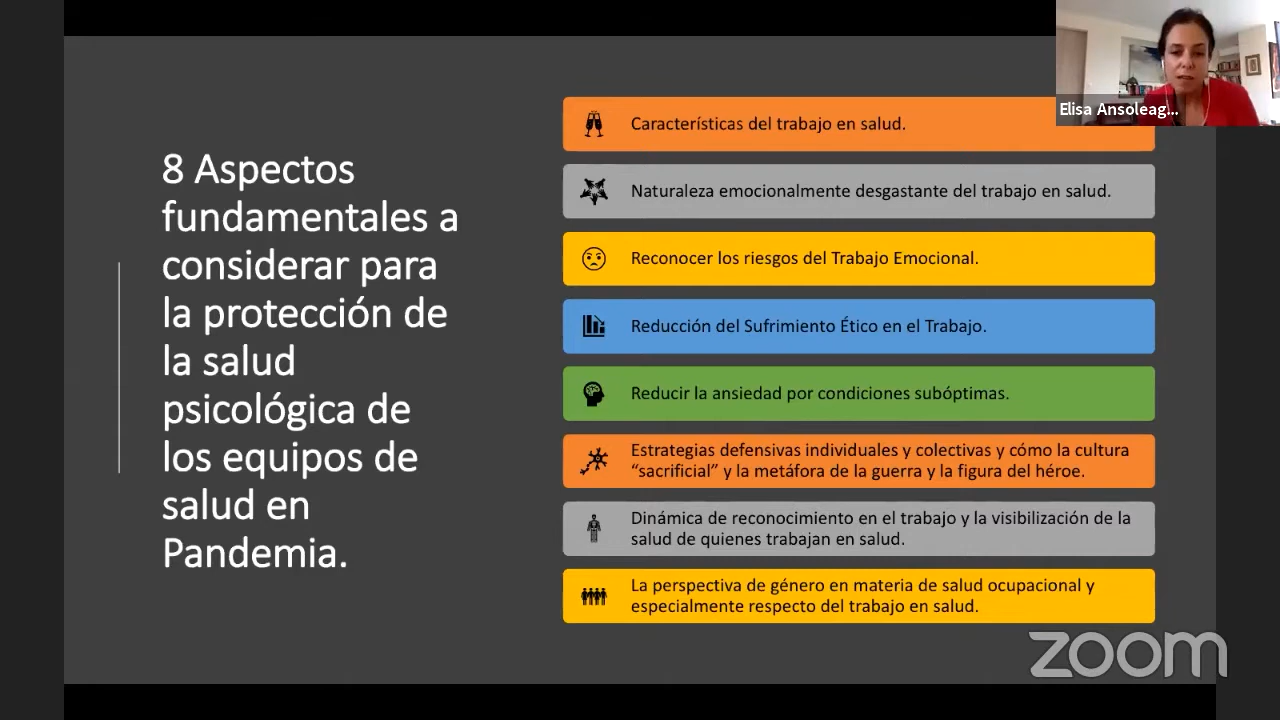 8 Aspectos
fundamentales a
considerar para
la protección de
la salud
psicológica de
los equipos de
salud en
Pandemia.
Características del trabajo en salud.
Naturaleza emocionalmente desgastante del trabajo en salud.
Reconocer los riesgos del Trabajo Emocional.
Reducción del Sufrimiento Ético en el Trabajo.
Reducir la ansiedad por condiciones subóptimas.
Estrategias defensivas individuales y colectivas y cómo la cultura
“sacrificial” y la metáfora de la guerra y la figura del héroe.
Dinámica de reconocimiento en el trabajo y la visibilización de la
salud de quienes trabajan en salud.
La perspectiva de género en materia de salud ocupacional y
especialmente respecto del trabajo en salud.
Elisa Ansoleag...
zoom